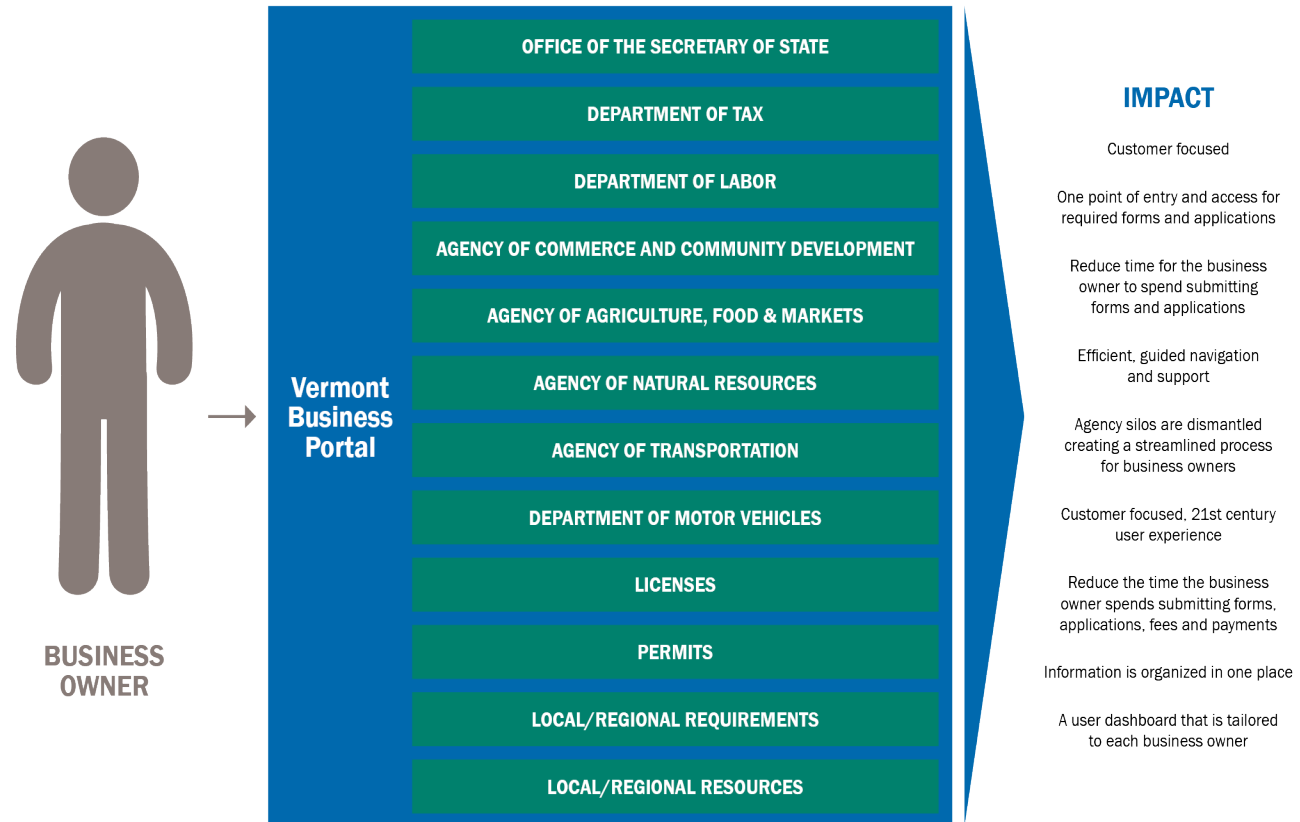 BUSINESS
OWNER
Vermont
Business
Portal
OFFICE OF THE SECRETARY OF STATE
DEPARTMENT OF TAX
DEPARTMENT OF LABOR
AGENCY OF COMMERCE AND COMMUNITY DEVELOPMENT
AGENCY OF AGRICULTURE, FOOD & MARKETS
AGENCY OF NATURAL RESOURCES
AGENCY OF TRANSPORTATION
DEPARTMENT OF MOTOR VEHICLES
LICENSES
PERMITS
LOCAL/REGIONAL REQUIREMENTS
LOCAL/REGIONAL RESOURCES
IMPACT
Customer focused
One point of entry and access for
required forms and applications
Reduce time for the business
owner to spend submitting
forms and applications
Efficient, guided navigation
and support
Agency silos are dismantled
creating a streamlined process
for business owners
Customer focused, 21st century
user experience
Reduce the time the business
owner spends submitting forms,
applications, fees and payments
Information is organized in one place
A user dashboard that is tailored
to each business owner